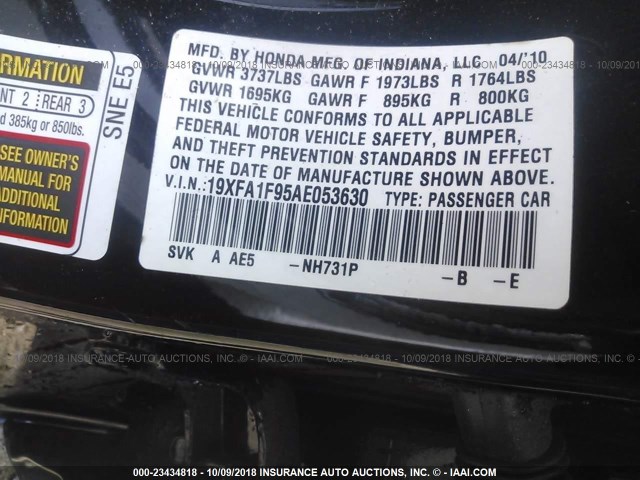 ORMATION
NT 2 REAR 3
d 385kg or 850lbs.
SEE OWNER'S
MANUAL FOR
ADDITIONAL
INFORMATION
SNE E5
MFD. BY HONDA MFG. OF INDIANA, LLC 04/'10
GVWR 3737LBS GAWR F 1973LBS R 1764LBS
GVWR 1695KG GAWR F 895KG R 800KG
THIS VEHICLE CONFORMS TO ALL APPLICABLE
FEDERAL MOTOR VEHICLE SAFETY, BUMPER,
AND THEFT PREVENTION STANDARDS IN EFFECT
ON THE DATE OF MANUFACTURE SHOWN ABOVE.
V.I.N.:19XFA1F95AE053630 TYPE: PASSENGER CAR
SVK A AE5 -NH731P -B -E
000-23434818 - 10/09/2018 INSURANCE AUTO AUCTIONS, INC. © - IAAI.COM